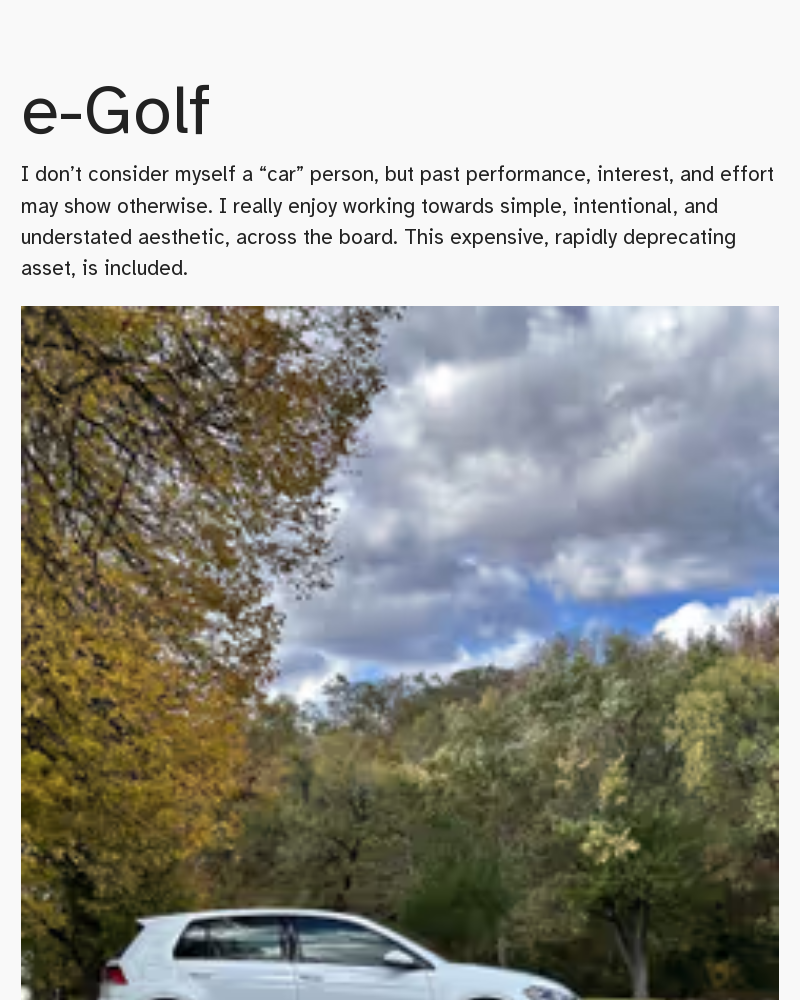 e-Golf
I don’t consider myself a “car” person, but past performance, interest, and effort
may show otherwise. I really enjoy working towards simple, intentional, and
understated aesthetic, across the board. This expensive, rapidly deprecating
asset, is included.